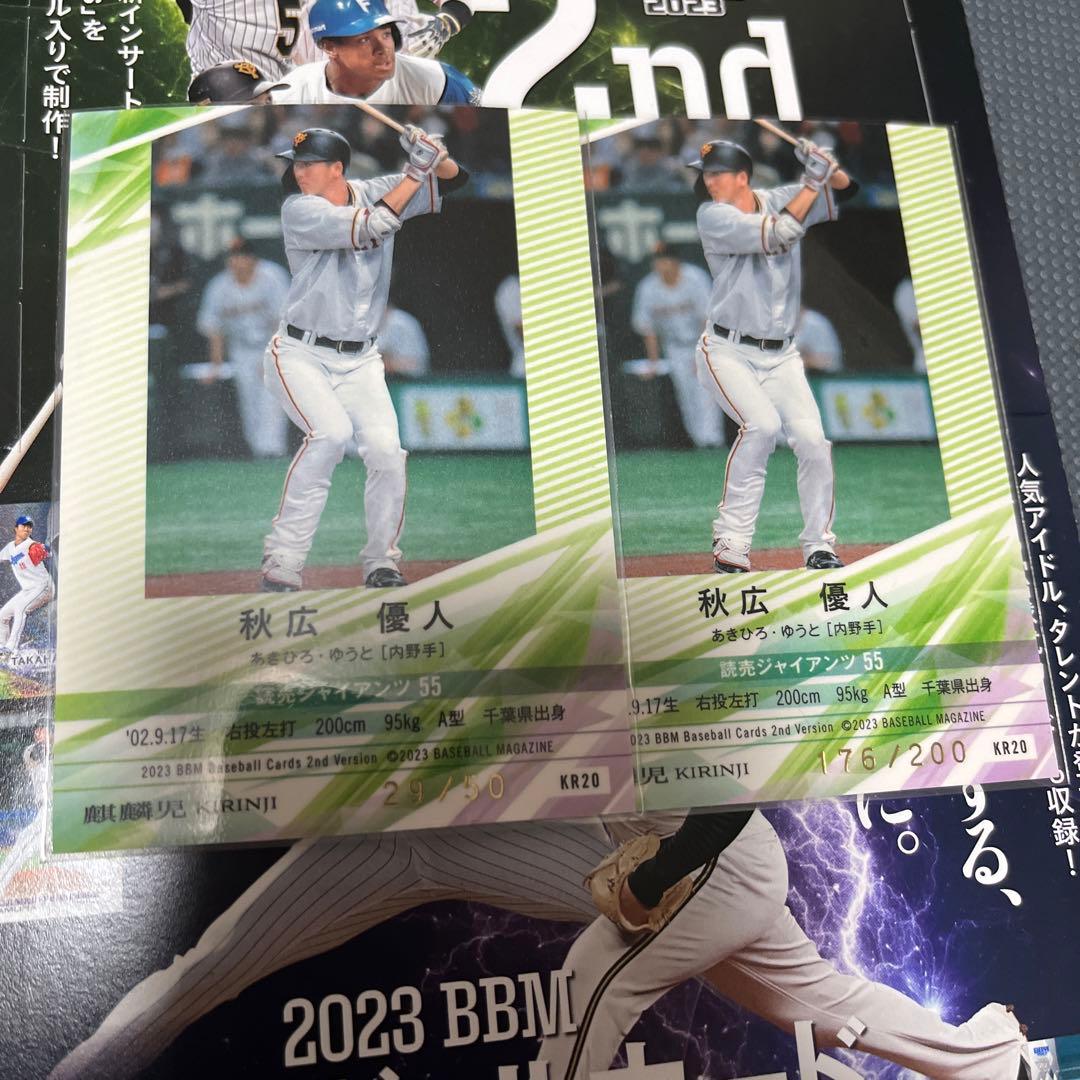 2023
2nd
インサート
を
ル入りで制作！
ホー
秋広 優人
あきひろ・ゆうと [内野手]
読売ジャイアンツ 55
'02.9.17生 右投左打 200cm 95kg A型 千葉県出身
2023 BBM Baseball Cards 2nd Version ©2023 BASEBALL MAGAZINE
麒麟児 KIRINJI
29/50
KR20
秋広 優人
あきひろ・ゆうと [内野手]
読売ジャイアンツ 55
.9.17生 右投左打 200cm 95kg A型 千葉県出身
023 BBM Baseball Cards 2nd Version ©2023 BASEBALL MAGAZINE
児 KIRINJI
176/200
KR20
TAKAHA
人気アイドル、タレントが
収録！
する、
に。
2023 BBM